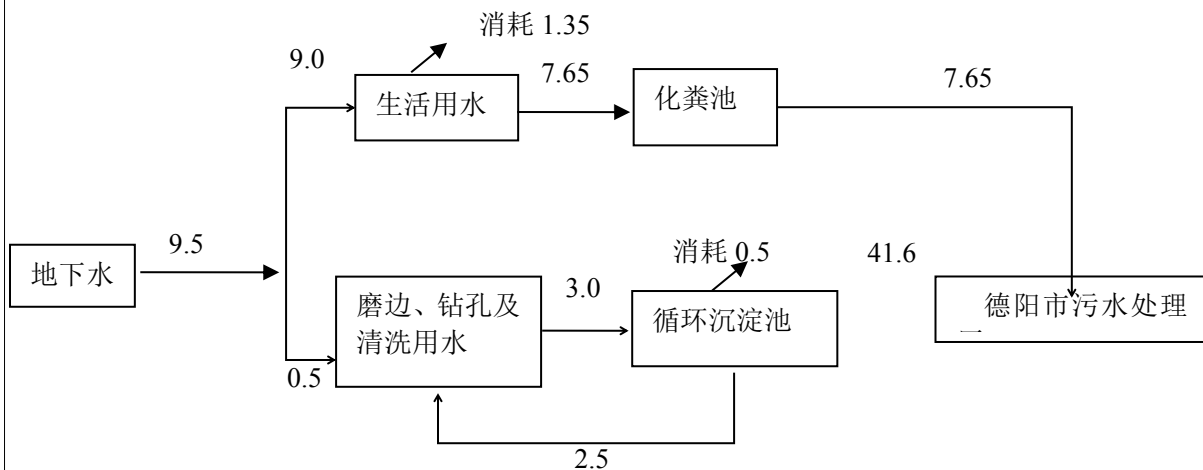 消耗 1.35
9.0
7.65
7.65
生活用水
化粪池
9.5
地下水
消耗 0.5
41.6
3.0
磨边、钻孔及
清洗用水
循环沉淀池
德阳市污水处理
0.5
2.5